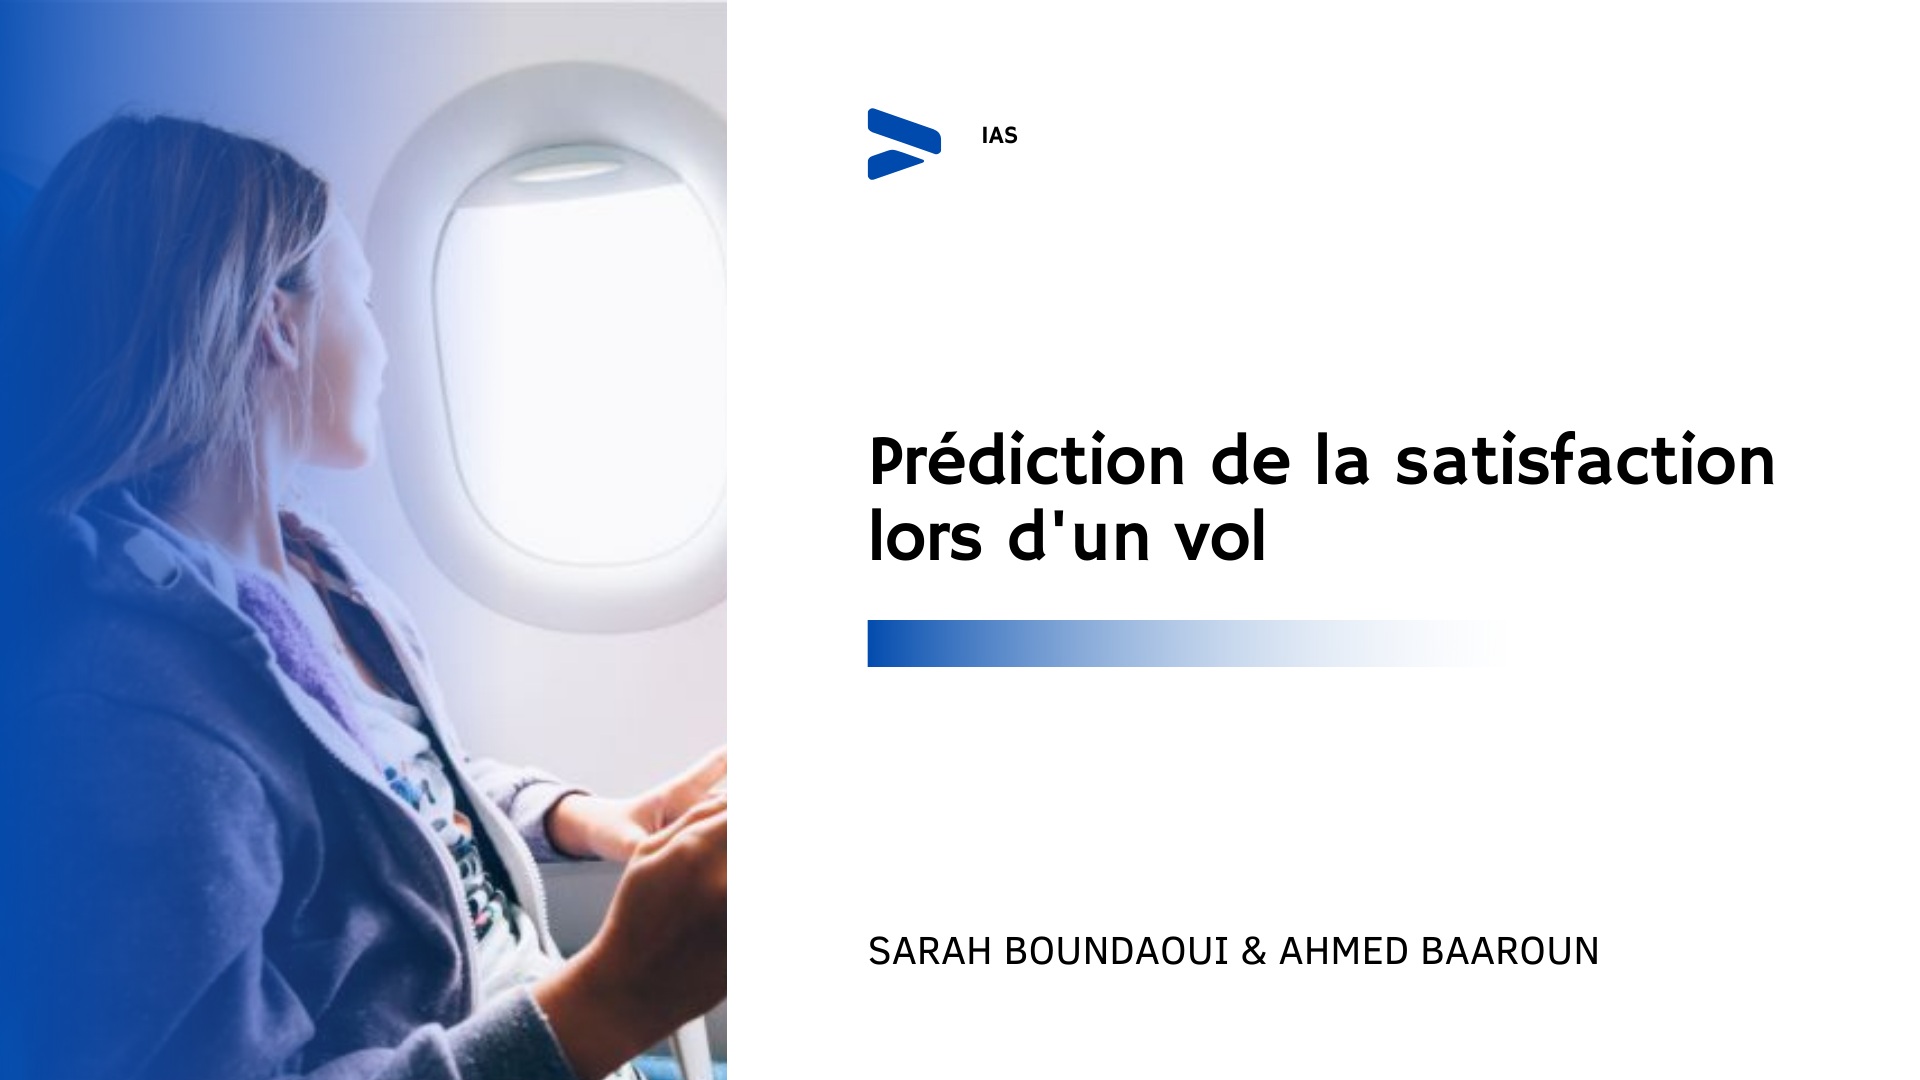 IAS
Prédiction de la satisfaction
lors d'un vol
SARAH BOUNDAOUI & AHMED BAAROUN